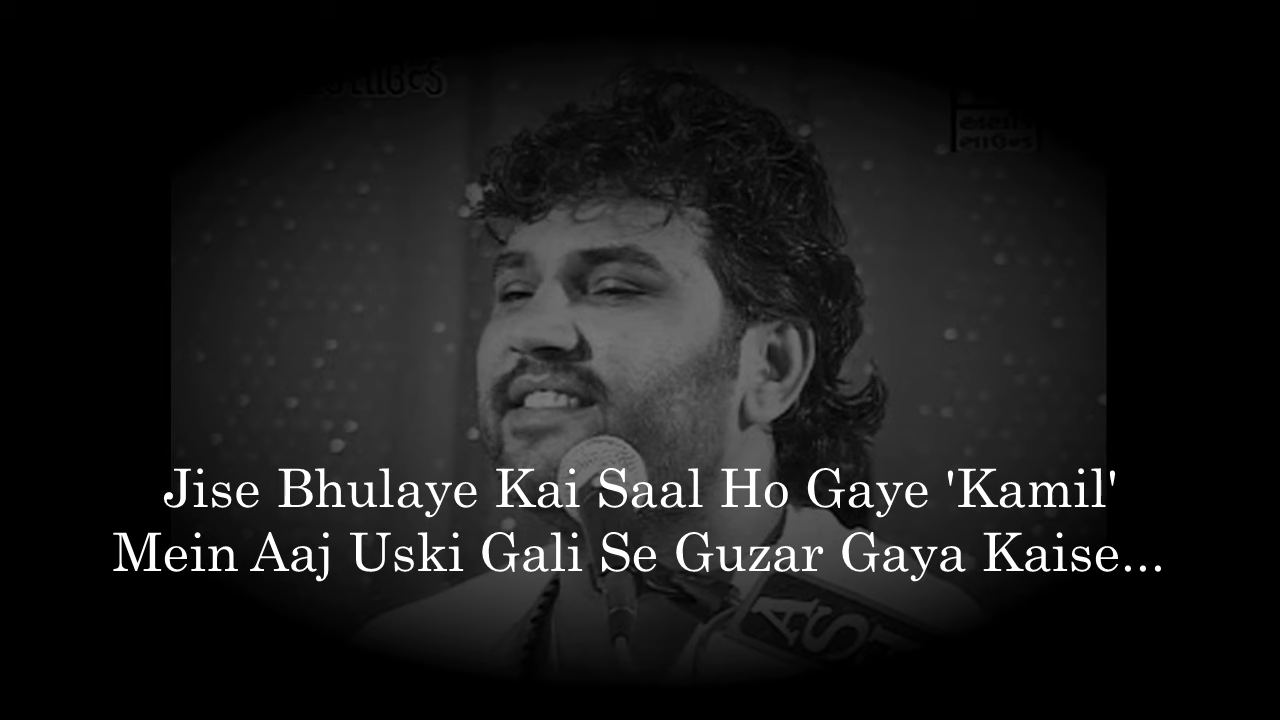 Jise Bhulaye Kai Saal Ho Gaye 'Kamil'
Mein Aaj Uski Gali Se Guzar Gaya Kaise...